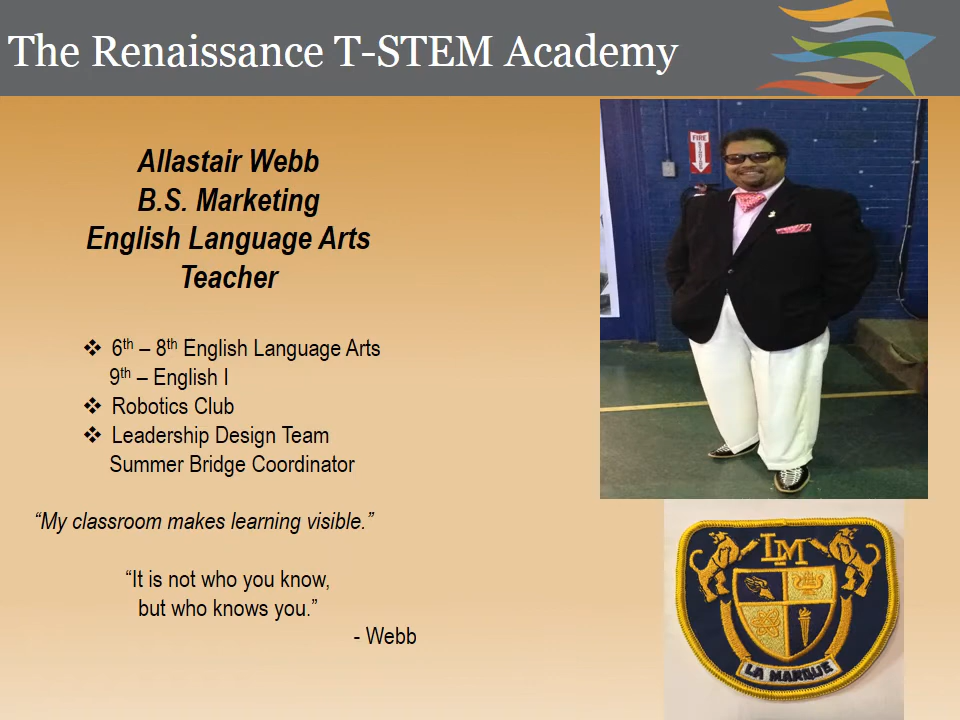 The Renaissance T-STEM Academy
Allastair Webb
B.S. Marketing
English Language Arts
Teacher
❖ 6th – 8th English Language Arts
9th – English I
❖ Robotics Club
❖ Leadership Design Team
Summer Bridge Coordinator
“My classroom makes learning visible.”
“It is not who you know,
but who knows you.”
- Webb
FIRE
LM
LA MARQUE